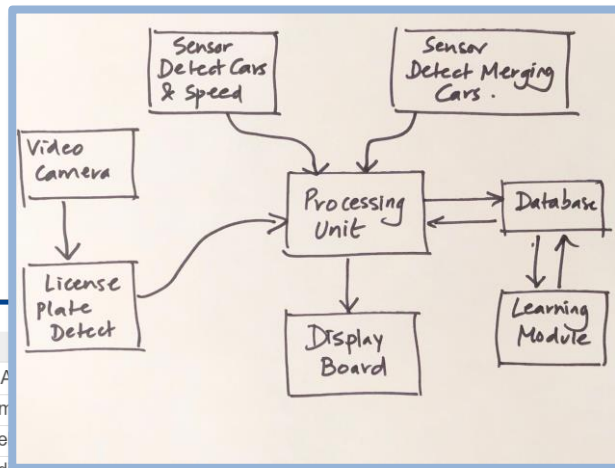 Sensor
Detect Cars
& Speed
Sensor
Detect Merging
Cars.
Video
Camera
Processing
Unit
Database
License
Plate
Detect
Display
Board
Learning
Module